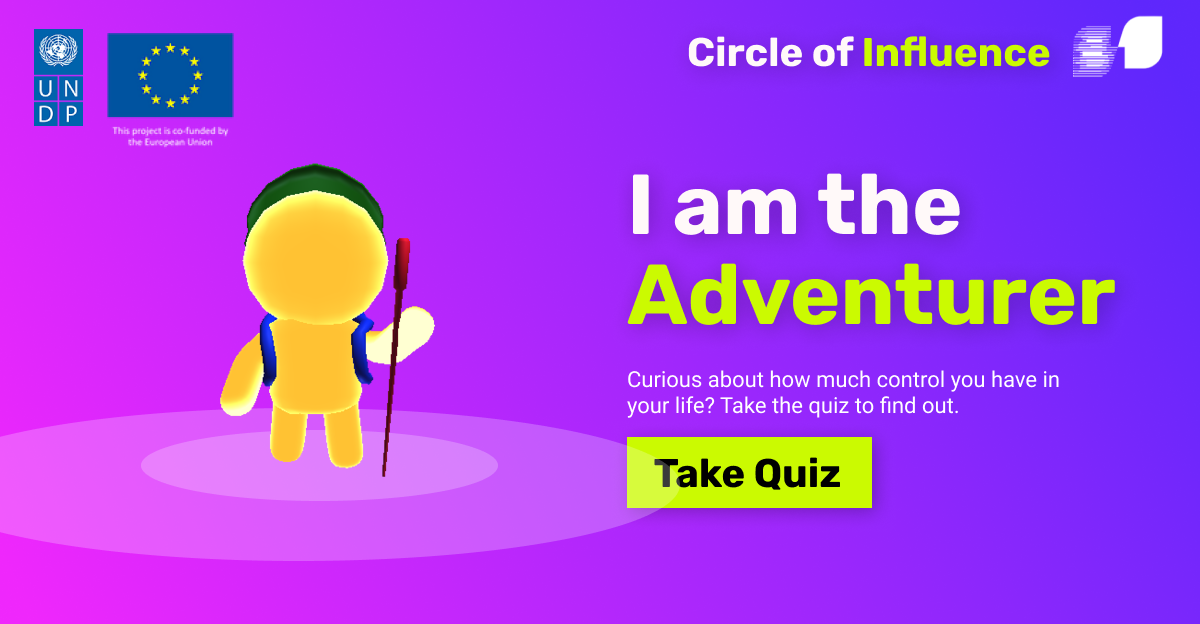 U N
D P
This project is co-funded by
the European Union
Circle of Influence
I am the
Adventurer
Curious about how much control you have in
your life? Take the quiz to find out.
Take Quiz